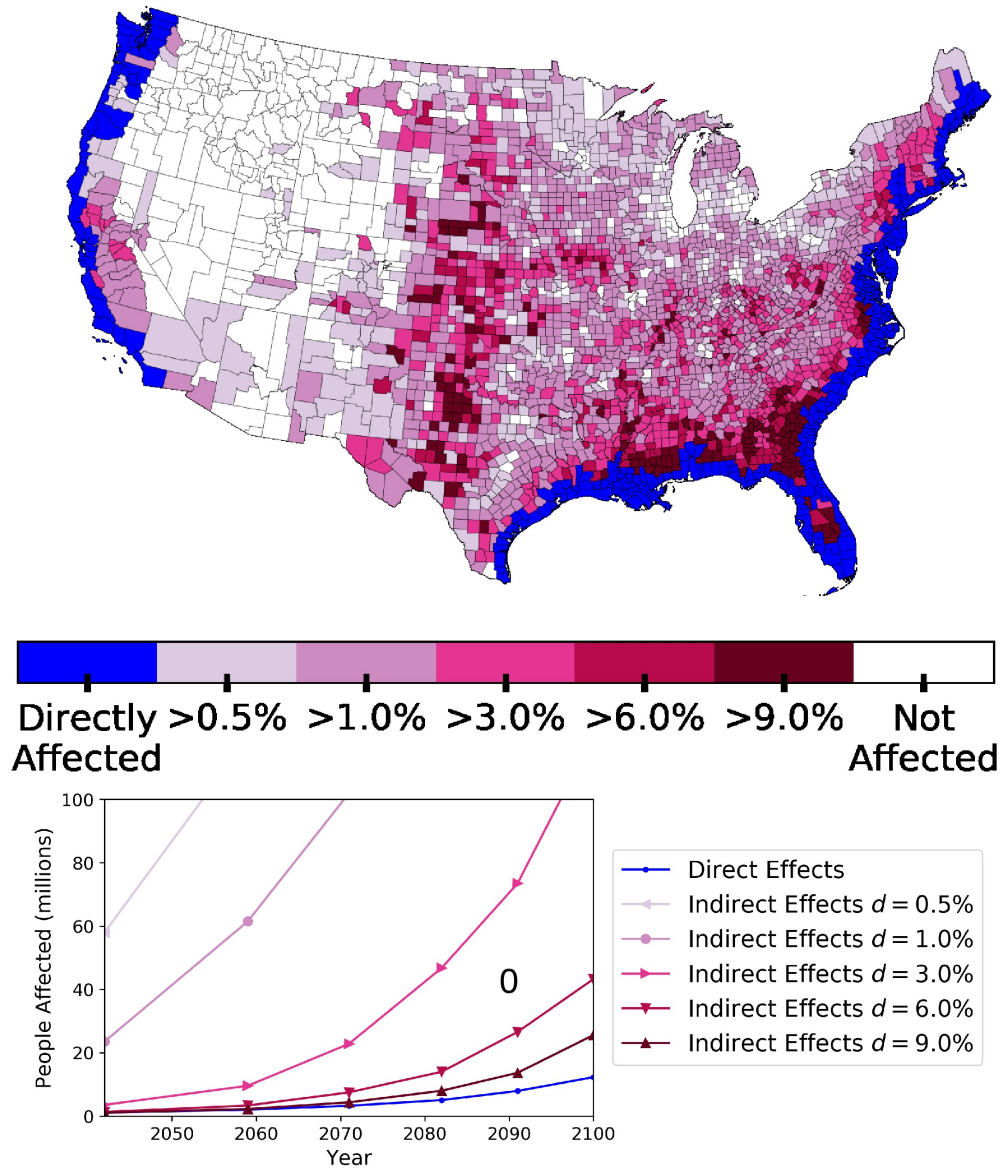 Directly Affected
>0.5%
>1.0%
>3.0%
>6.0%
>9.0%
Not Affected
People Affected (millions)
100
80
60
40
20
0
0
2050
2060
2070
2080
2090
2100
Year
Direct Effects
Indirect Effects d = 0.5%
Indirect Effects d = 1.0%
Indirect Effects d = 3.0%
Indirect Effects d = 6.0%
Indirect Effects d = 9.0%